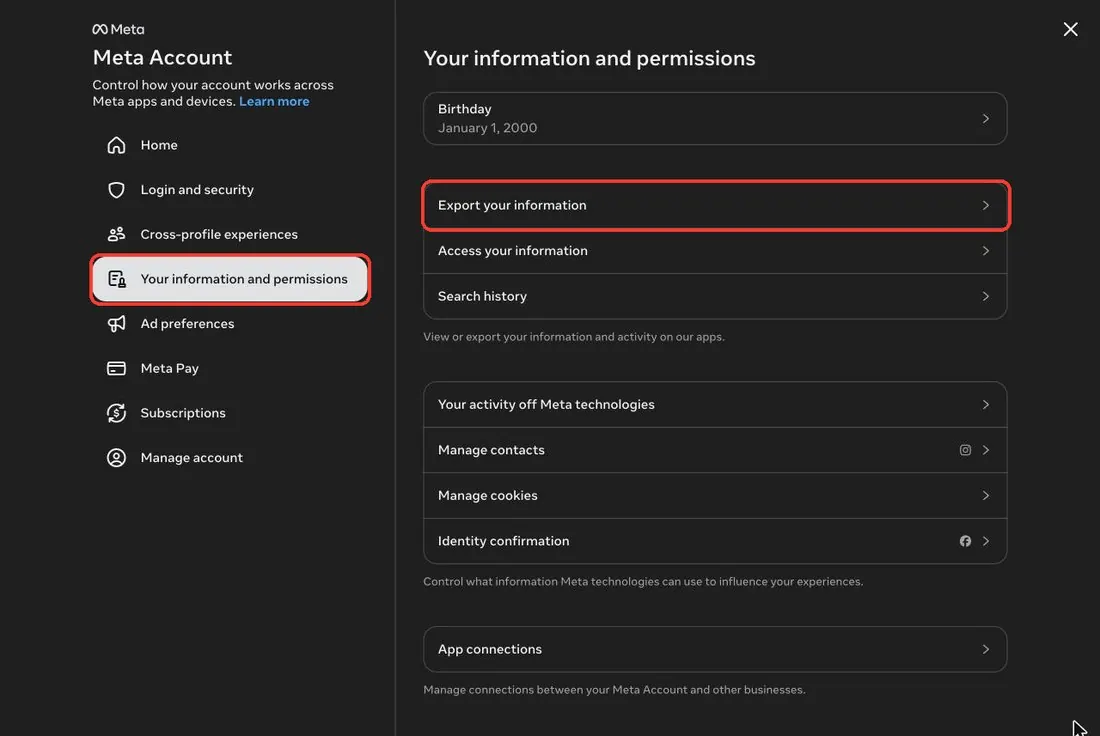 Meta
Meta Account
Control how your account works across
Meta apps and devices. Learn more
Home
Login and security
Cross-profile experiences
Your information and permissions
Ad preferences
Meta Pay
Subscriptions
Manage account
Your information and permissions
Birthday
January 1, 2000
Export your information
Access your information
Search history
View or export your information and activity on our apps.
Your activity off Meta technologies
Manage contacts
Manage cookies
Identity confirmation
Control what information Meta technologies can use to influence your experiences.
App connections
Manage connections between your Meta Account and other businesses.